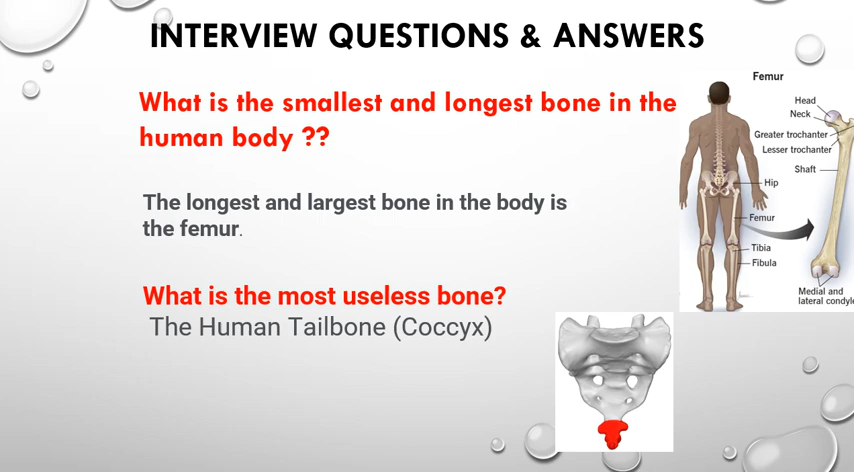 INTERVIEW QUESTIONS & ANSWERS
What is the smallest and longest bone in the
human body ??
The longest and largest bone in the body is
the femur.
What is the most useless bone?
The Human Tailbone (Coccyx)
Femur
Head
Neck
Greater trochanter
Lesser trochanter
Shaft
Hip
Femur
Tibia
Fibula
Medial and
lateral condyle